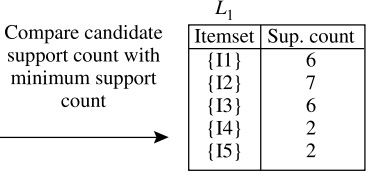 L1
Compare candidate
support count with
minimum support
count
Itemset Sup. count
{I1} 6
{I2} 7
{I3} 6
{I4} 2
{I5} 2